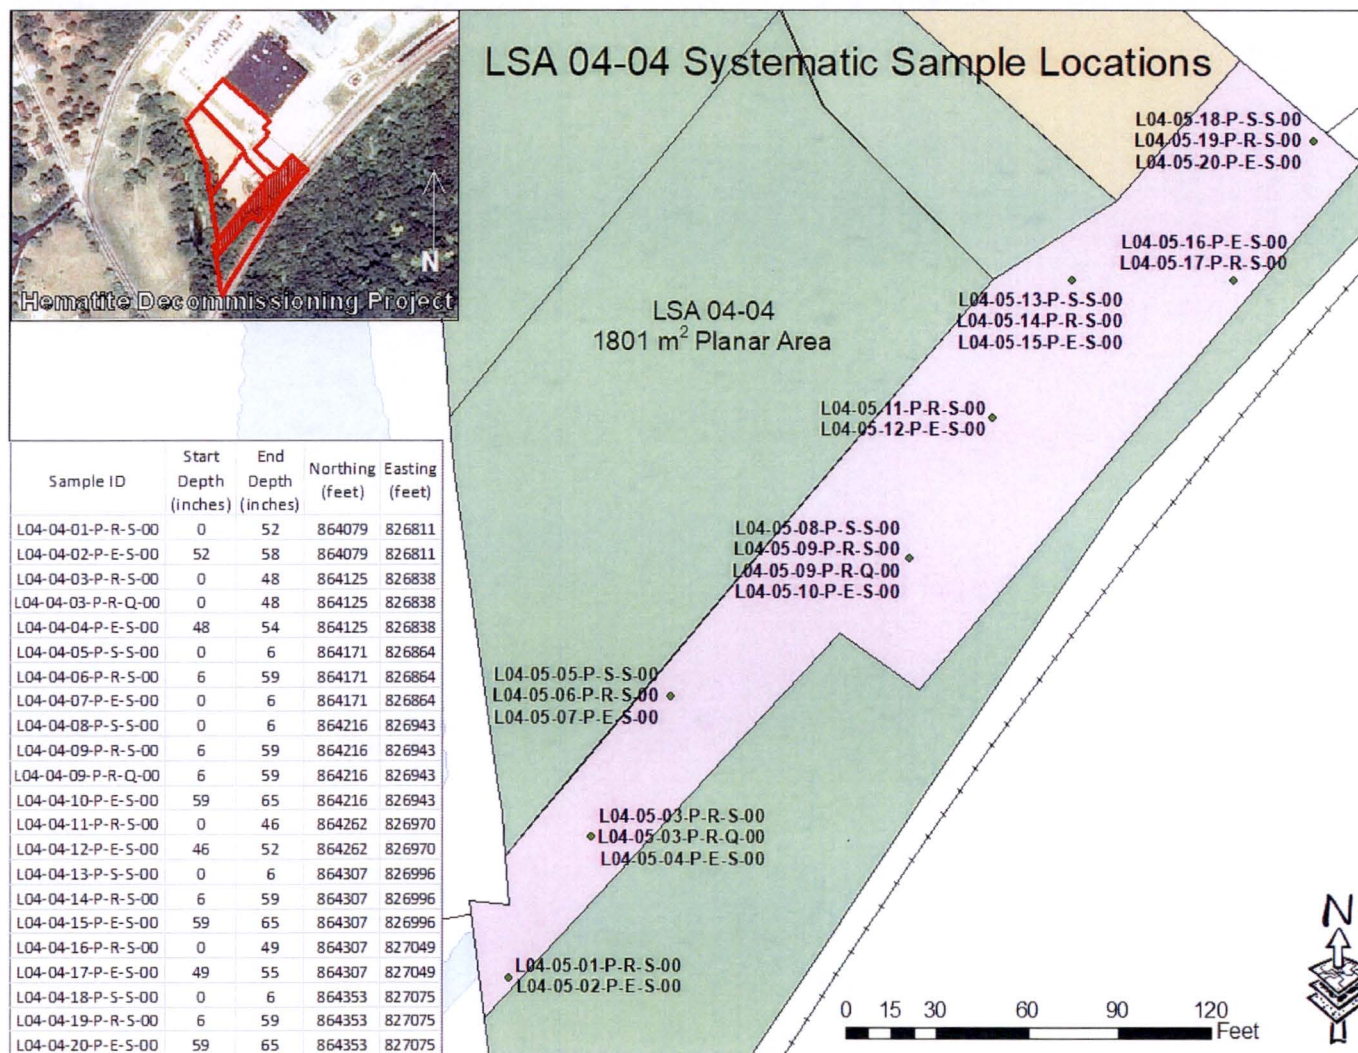 LSA 04-04 Systematic Sample Locations
Hematite Decommissioning Project
N
LSA 04-04
1801 m² Planar Area
L04-05-18-P-S-S-00
L04-05-19-P-R-S-00
L04-05-20-P-E-S-00
L04-05-16-P-E-S-00
L04-05-17-P-R-S-00
L04-05-13-P-S-S-00
L04-05-14-P-R-S-00
L04-05-15-P-E-S-00
L04-05-11-P-R-S-00
L04-05-12-P-E-S-00
L04-05-08-P-S-S-00
L04-05-09-P-R-S-00
L04-05-09-P-R-Q-00
L04-05-10-P-E-S-00
L04-05-05-P-S-S-00
L04-05-06-P-R-S-00
L04-05-07-P-E-S-00
L04-05-03-P-R-S-00
L04-05-03-P-R-Q-00
L04-05-04-P-E-S-00
L04-05-01-P-R-S-00
L04-05-02-P-E-S-00
Sample ID Start Depth (inches) End Depth (inches) Northing (feet) Easting (feet)
L04-04-01-P-R-S-00 0 52 864079 826811
L04-04-02-P-E-S-00 52 58 864079 826811
L04-04-03-P-R-S-00 0 48 864125 826838
L04-04-03-P-R-Q-00 0 48 864125 826838
L04-04-04-P-E-S-00 48 54 864125 826838
L04-04-05-P-S-S-00 0 6 864171 826864
L04-04-06-P-R-S-00 6 59 864171 826864
L04-04-07-P-E-S-00 0 6 864171 826864
L04-04-08-P-S-S-00 0 6 864216 826943
L04-04-09-P-R-S-00 6 59 864216 826943
L04-04-09-P-R-Q-00 6 59 864216 826943
L04-04-10-P-E-S-00 59 65 864216 826943
L04-04-11-P-R-S-00 0 46 864262 826970
L04-04-12-P-E-S-00 46 52 864262 826970
L04-04-13-P-S-S-00 0 6 864307 826996
L04-04-14-P-R-S-00 6 59 864307 826996
L04-04-15-P-E-S-00 59 65 864307 826996
L04-04-16-P-R-S-00 0 49 864307 827049
L04-04-17-P-E-S-00 49 55 864307 827049
L04-04-18-P-S-S-00 0 6 864353 827075
L04-04-19-P-R-S-00 6 59 864353 827075
L04-04-20-P-E-S-00 59 65 864353 827075
N
0 15 30 60 90 120
Feet